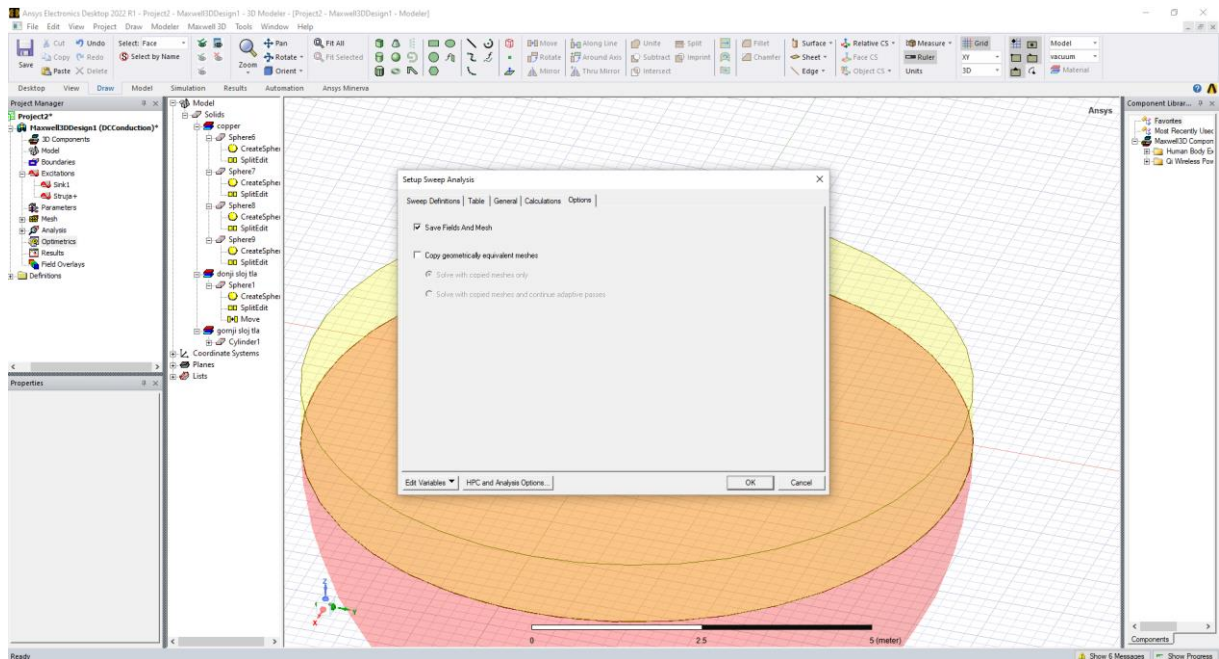 Ansys Electronics Desktop 2022 R1 - Project2 - Maxwell3DDesign1 - 3D Modeler - [Project2 - Maxwell3DDesign1 - Modeler]
File Edit View Project Draw Modeler Maxwell 3D Tools Window Help
Save
Cut
Copy
Paste
Undo
Redo
Delete
Select: Face
Select by Name
Zoom
Pan
Rotate
Orient
Fit All
Fit Selected
Move
Rotate
Mirror
Along Line
Around Axis
Thru Mirror
Unite
Subtract
Intersect
Split
Imprint
Fillet
Chamfer
Surface
Sheet
Edge
Relative CS
Face CS
Object CS
Measure
Ruler
Units
Grid
XY
3D
Model
vacuum
Material
Desktop View Draw Model Simulation Results Automation Ansys Minerva
Project Manager
Project2*
Maxwell3DDesign1 (DCConduction)*
3D Components
Model
Boundaries
Excitations
Sink1
Struja+
Parameters
Mesh
Analysis
Optimetrics
Results
Field Overlays
Definitions
Properties
Model
Solids
copper
Sphere6
CreateSpher
SplitEdit
Sphere7
CreateSpher
SplitEdit
Sphere8
CreateSpher
SplitEdit
Sphere9
CreateSpher
SplitEdit
donji sloj tla
Sphere1
CreateSpher
SplitEdit
Move
gornji sloj tla
Cylinder1
Coordinate Systems
Planes
Lists
Ansys
Setup Sweep Analysis
Sweep Definitions Table General Calculations Options
Save Fields And Mesh
Copy geometrically equivalent meshes
Solve with copied meshes only
Solve with copied meshes and continue adaptive passes
Edit Variables HPC and Analysis Options... OK Cancel
Z
Y
X
0 2.5 5 (meter)
Component Librar...
Favorites
Most Recently Usec
Maxwell3D Compon
Human Body Ex
Qi Wireless Pow
Components
Ready
Show 6 Messages Show Progress